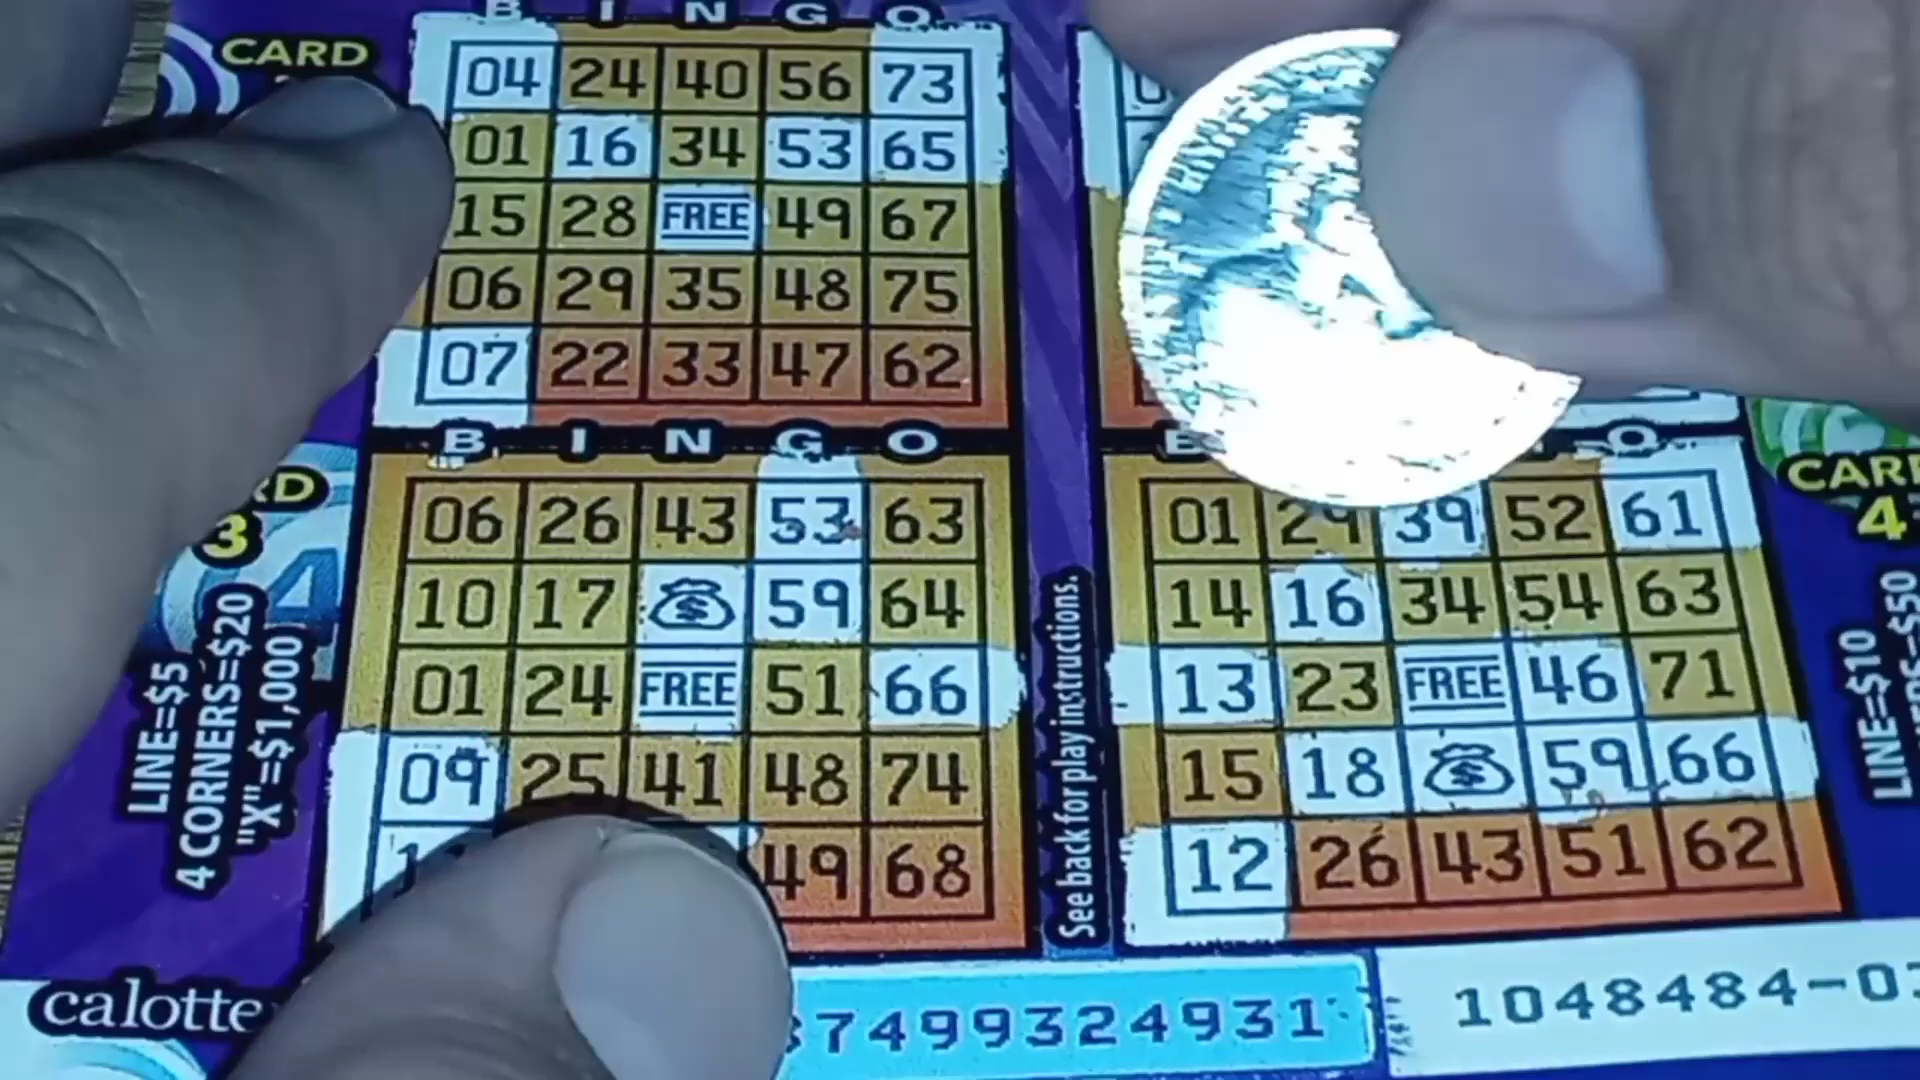 B I N G O
CARD
04 24 40 56 73
01 16 34 53 65
15 28 FREE 49 67
06 29 35 48 75
07 22 33 47 62
B I N G O
3
LINE=$5
4 CORNERS=$20
"X"=$1,000
06 26 43 53 63
10 17 $ 59 64
01 24 FREE 51 66
09 25 41 48 74
49 68
See back for play instructions.
O
4
LINE=$10
01 29 39 52 61
14 16 34 54 63
13 23 FREE 46 71
15 18 $ 59 66
12 26 43 51 62
calotte
7499324931
1048484-0